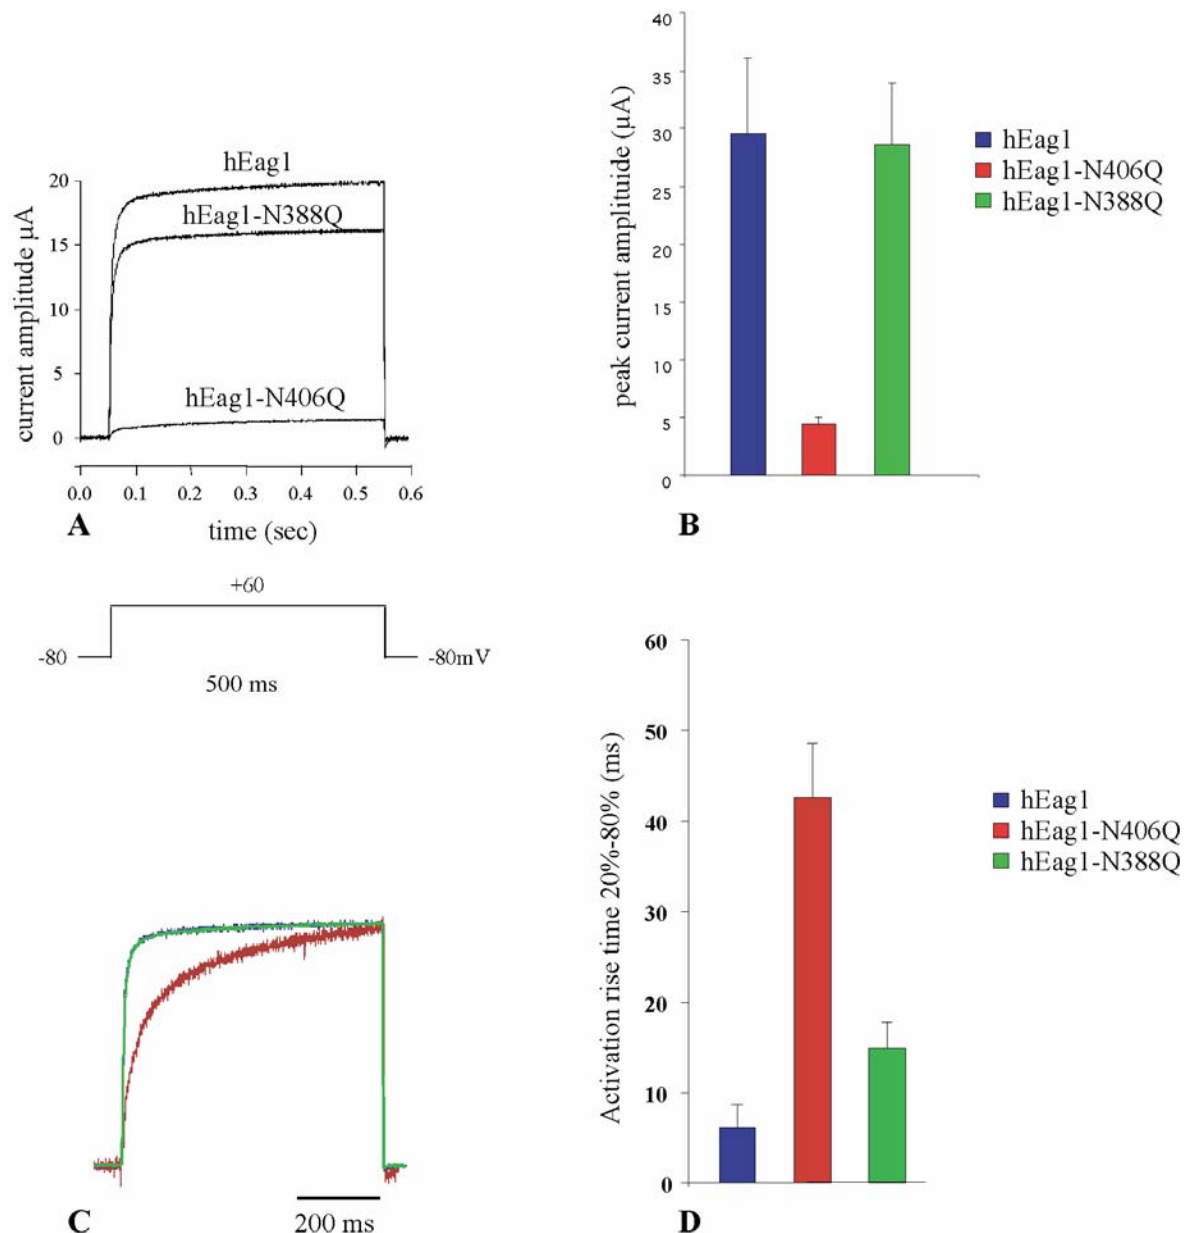 hEag1
hEag1-N388Q
hEag1-N406Q
current amplitude µA
20
15
10
5
0
0.0 0.1 0.2 0.3 0.4 0.5 0.6
time (sec)
A
+60
-80 -80mV
500 ms
peak current amplituide (µA)
40
35
30
25
20
15
10
5
0
hEag1
hEag1-N406Q
hEag1-N388Q
B
200 ms
C
Activation rise time 20%-80% (ms)
60
50
40
30
20
10
0
hEag1
hEag1-N406Q
hEag1-N388Q
D